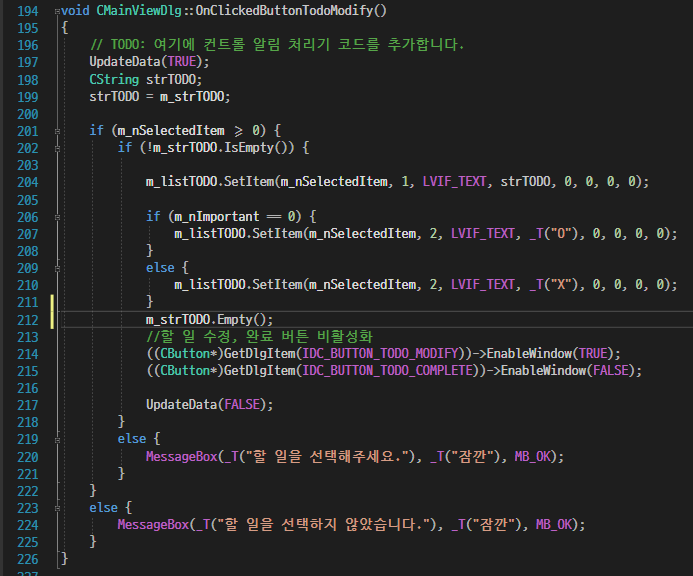 194 void CMainViewDlg::OnClickedButtonTodoModify()
195 {
196 // TODO: 여기에 컨트롤 알림 처리기 코드를 추가합니다.
197 UpdateData(TRUE);
198 CString strTODO;
199 strTODO = m_strTODO;
200
201 if (m_nSelectedItem >= 0) {
202 if (!m_strTODO.IsEmpty()) {
203
204 m_listTODO.SetItem(m_nSelectedItem, 1, LVIF_TEXT, strTODO, 0, 0, 0, 0);
205
206 if (m_nImportant == 0) {
207 m_listTODO.SetItem(m_nSelectedItem, 2, LVIF_TEXT, _T("O"), 0, 0, 0, 0);
208 }
209 else {
210 m_listTODO.SetItem(m_nSelectedItem, 2, LVIF_TEXT, _T("X"), 0, 0, 0, 0);
211 }
212 m_strTODO.Empty();
213 //할 일 수정, 완료 버튼 비활성화
214 ((CButton*)GetDlgItem(IDC_BUTTON_TODO_MODIFY))->EnableWindow(TRUE);
215 ((CButton*)GetDlgItem(IDC_BUTTON_TODO_COMPLETE))->EnableWindow(FALSE);
216
217 UpdateData(FALSE);
218 }
219 else {
220 MessageBox(_T("할 일을 선택해주세요."), _T("잠깐"), MB_OK);
221 }
222 }
223 else {
224 MessageBox(_T("할 일을 선택하지 않았습니다."), _T("잠깐"), MB_OK);
225 }
226 }
227